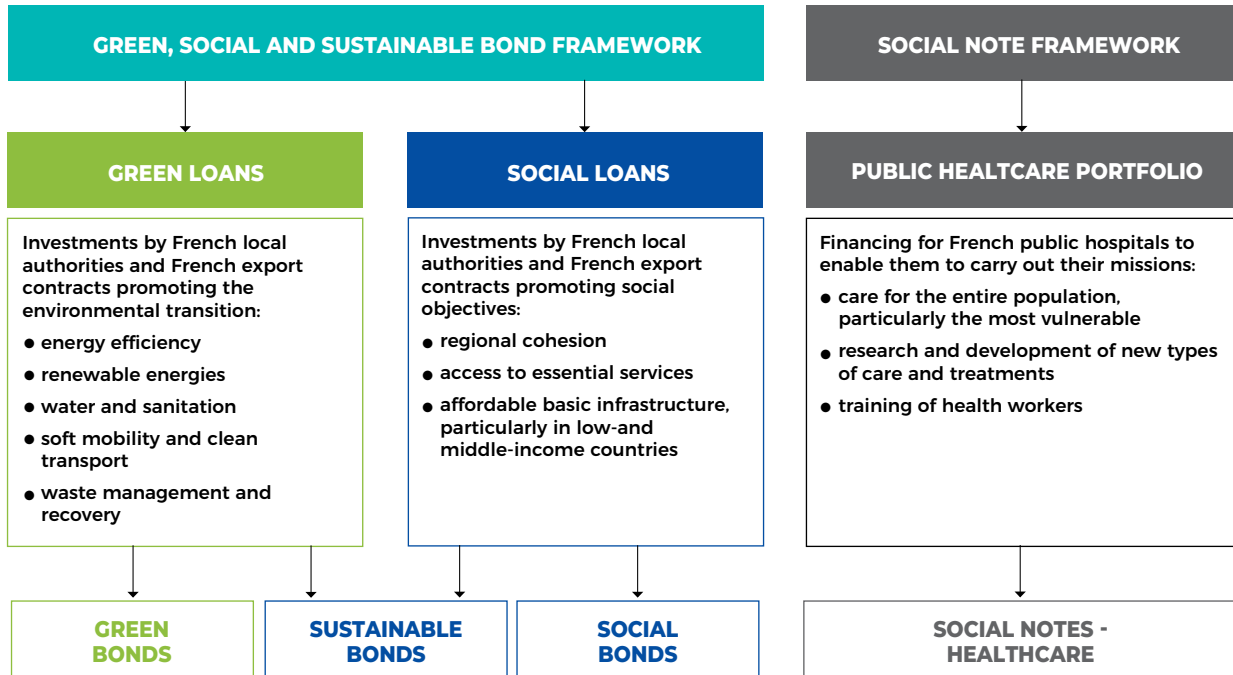 GREEN, SOCIAL AND SUSTAINABLE BOND FRAMEWORK
SOCIAL NOTE FRAMEWORK
GREEN LOANS
SOCIAL LOANS
PUBLIC HEALTCARE PORTFOLIO
Investments by French local
authorities and French export
contracts promoting the
environmental transition:
● energy efficiency
● renewable energies
● water and sanitation
● soft mobility and clean
transport
● waste management and
recovery
Investments by French local
authorities and French export
contracts promoting social
objectives:
● regional cohesion
● access to essential services
● affordable basic infrastructure,
particularly in low-and
middle-income countries
Financing for French public hospitals to
enable them to carry out their missions:
● care for the entire population,
particularly the most vulnerable
● research and development of new types
of care and treatments
● training of health workers
GREEN
BONDS
SUSTAINABLE
BONDS
SOCIAL
BONDS
SOCIAL NOTES -
HEALTHCARE